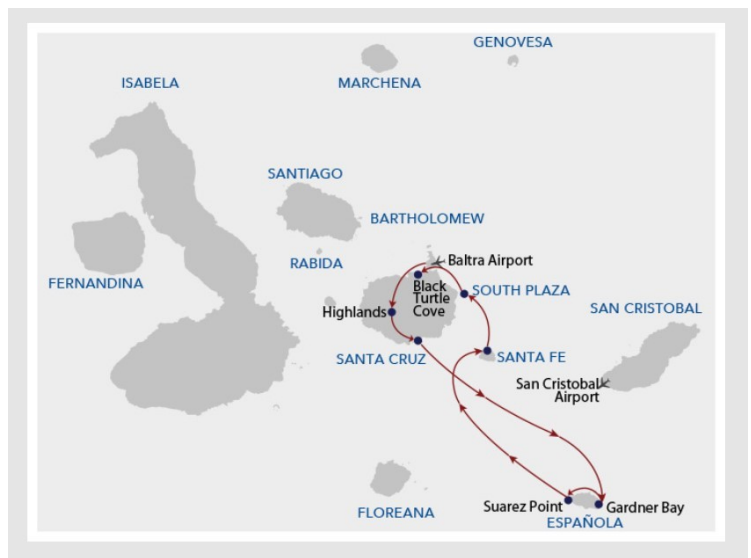 GENOVESA
ISABELA
MARCHENA
SANTIAGO
BARTHOLOMEW
Baltra Airport
RABIDA
FERNANDINA
Black
Turtle
Cove
SOUTH PLAZA
Highlands
SAN CRISTOBAL
SANTA CRUZ
SANTA FE
San Cristobal
Airport
Suarez Point
Gardner Bay
FLOREANA
ESPAÑOLA